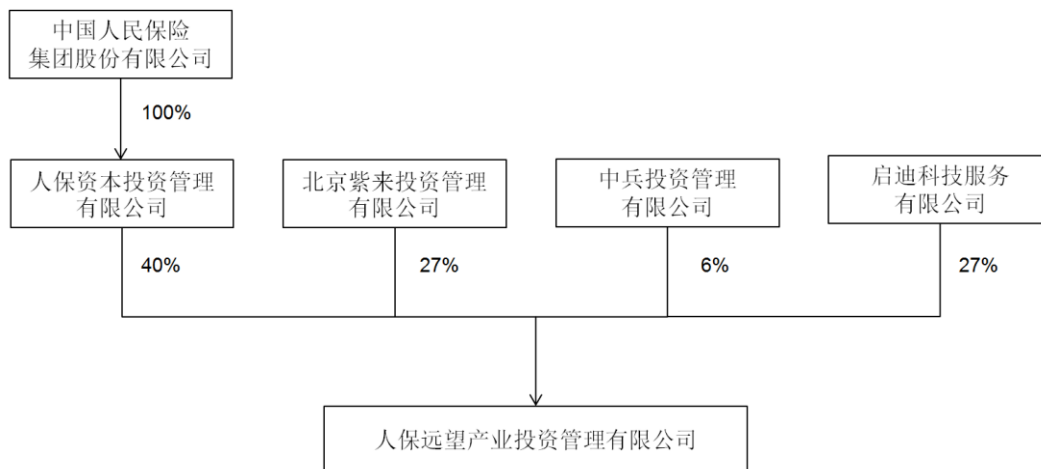 中国人民保险
集团股份有限公司
100%
人保资本投资管理
有限公司
北京紫来投资管理
有限公司
中兵投资管理
有限公司
启迪科技服务
有限公司
40%
27%
6%
27%
人保远望产业投资管理有限公司